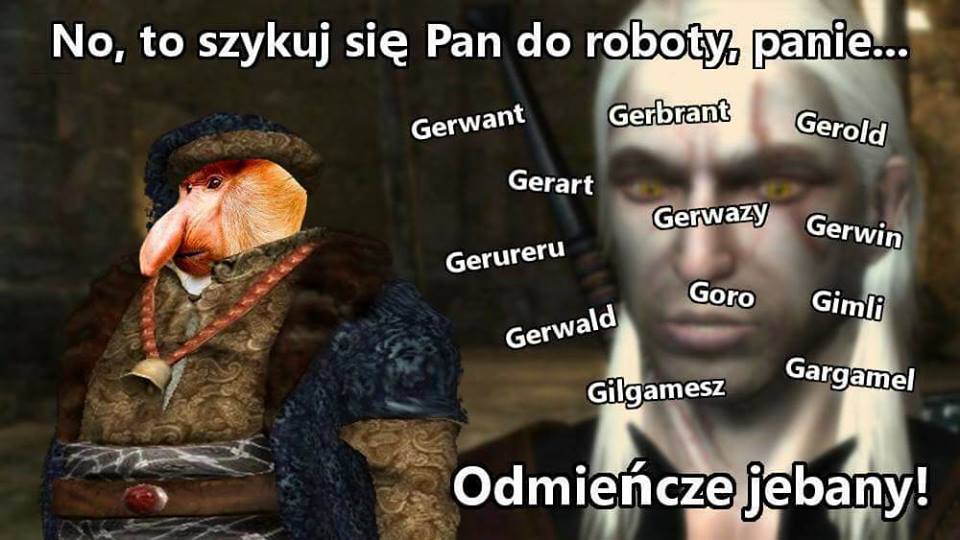 No, to szykuj się Pan do roboty, panie...
Gerwant
Gerbrant
Gerold
Gerart
Gerwazy
Gerwin
Gerureru
Goro
Gimli
Gerwald
Gargamel
Gilgamesz
Odmieńcze jebany!